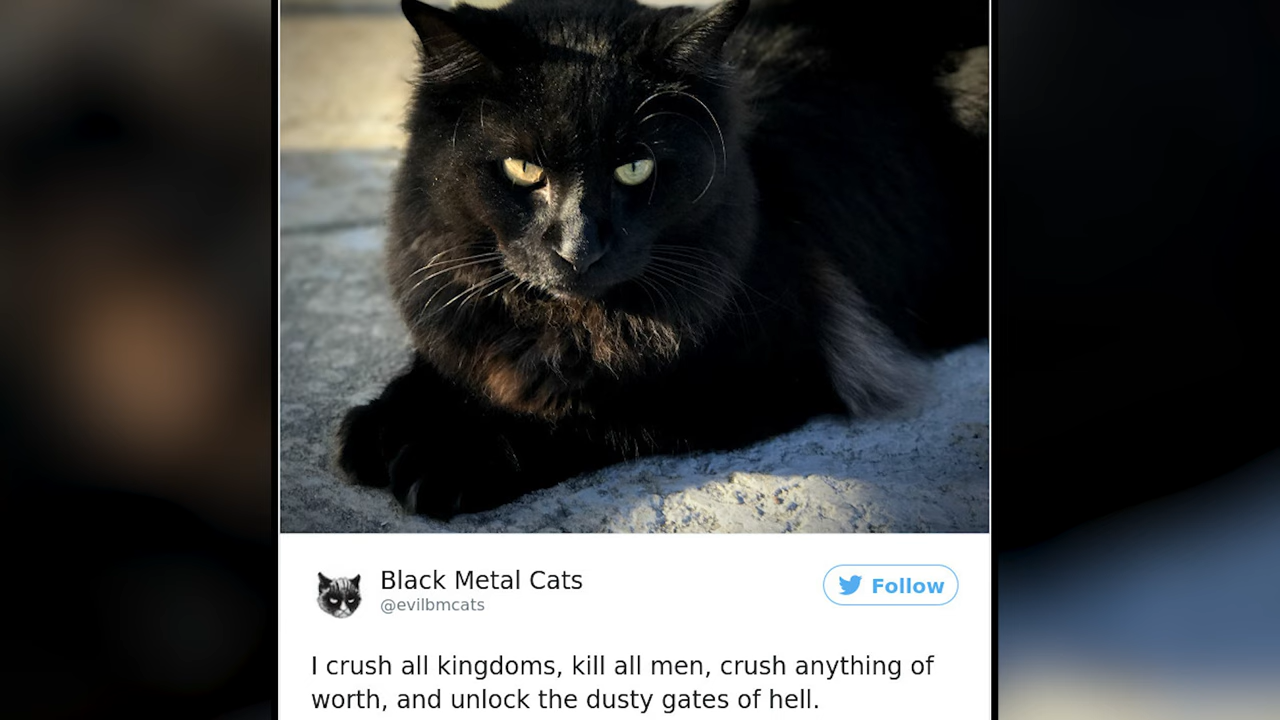 Black Metal Cats
@evilbmcats
Follow
I crush all kingdoms, kill all men, crush anything of
worth, and unlock the dusty gates of hell.